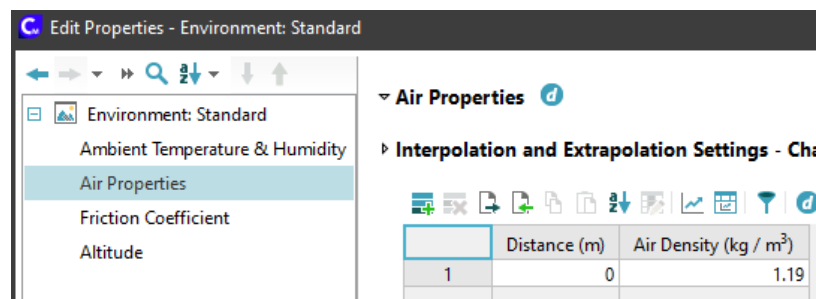 Edit Properties - Environment: Standard
Environment: Standard
Ambient Temperature & Humidity
Air Properties
Friction Coefficient
Altitude
Air Properties
Interpolation and Extrapolation Settings - Cha
Distance (m) Air Density (kg / m³)
1 0 1.19